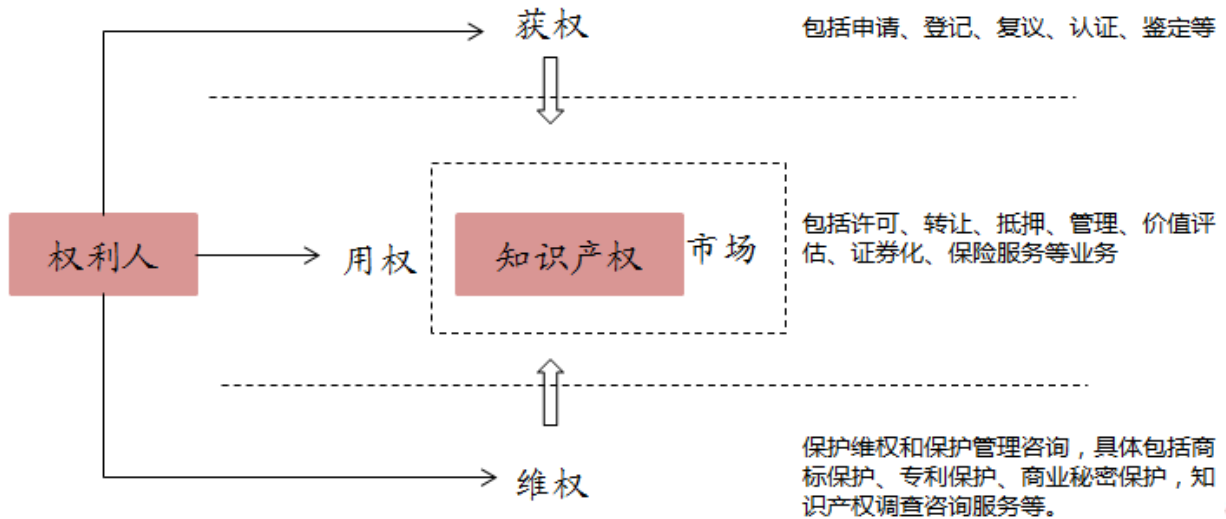 获权
包括申请、登记、复议、认证、鉴定等
权利人
用权
知识产权
市场
包括许可、转让、抵押、管理、价值评
估、证券化、保险服务等业务
维权
保护维权和保护管理咨询，具体包括商
标保护、专利保护、商业秘密保护，知
识产权调查咨询服务等。